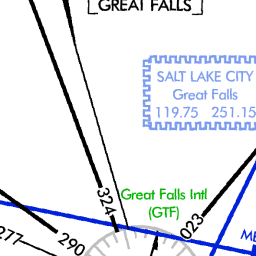 GREAT FALLS
SALT LAKE CITY
Great Falls
119.75 251.15
324
Great Falls Intl
(GTF)
023
290
277